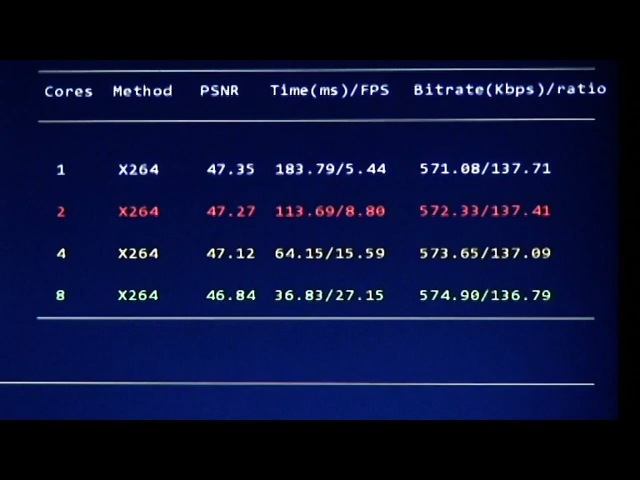 Cores Method PSNR Time(ms)/FPS Bitrate(Kbps)/ratio
1 X264 47.35 183.79/5.44 571.08/137.71
2 X264 47.27 113.69/8.80 572.33/137.41
4 X264 47.12 64.15/15.59 573.65/137.09
8 X264 46.84 36.83/27.15 574.90/136.79